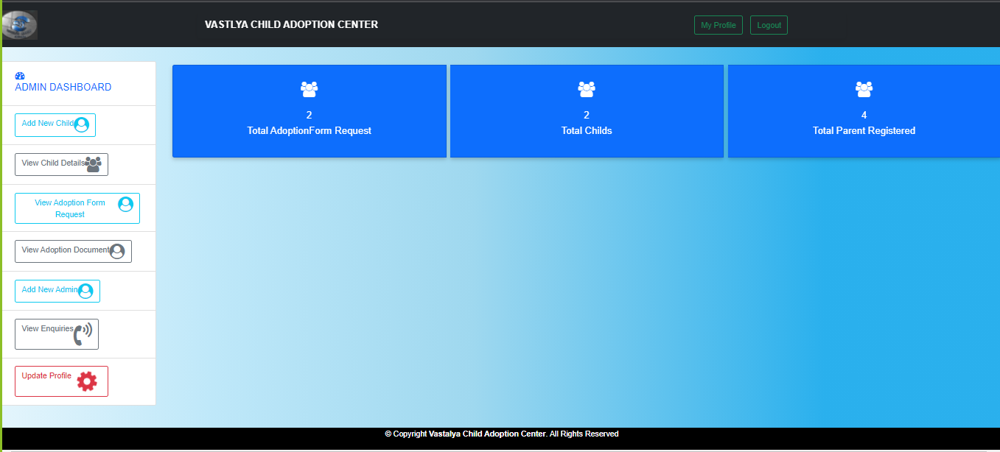 VASTLYA CHILD ADOPTION CENTER
My Profile
Logout
ADMIN DASHBOARD
Add New Child
View Child Details
View Adoption Form
Request
View Adoption Document
Add New Admin
View Enquiries
Update Profile
2
Total AdoptionForm Request
2
Total Childs
4
Total Parent Registered
© Copyright Vastalya Child Adoption Center. All Rights Reserved